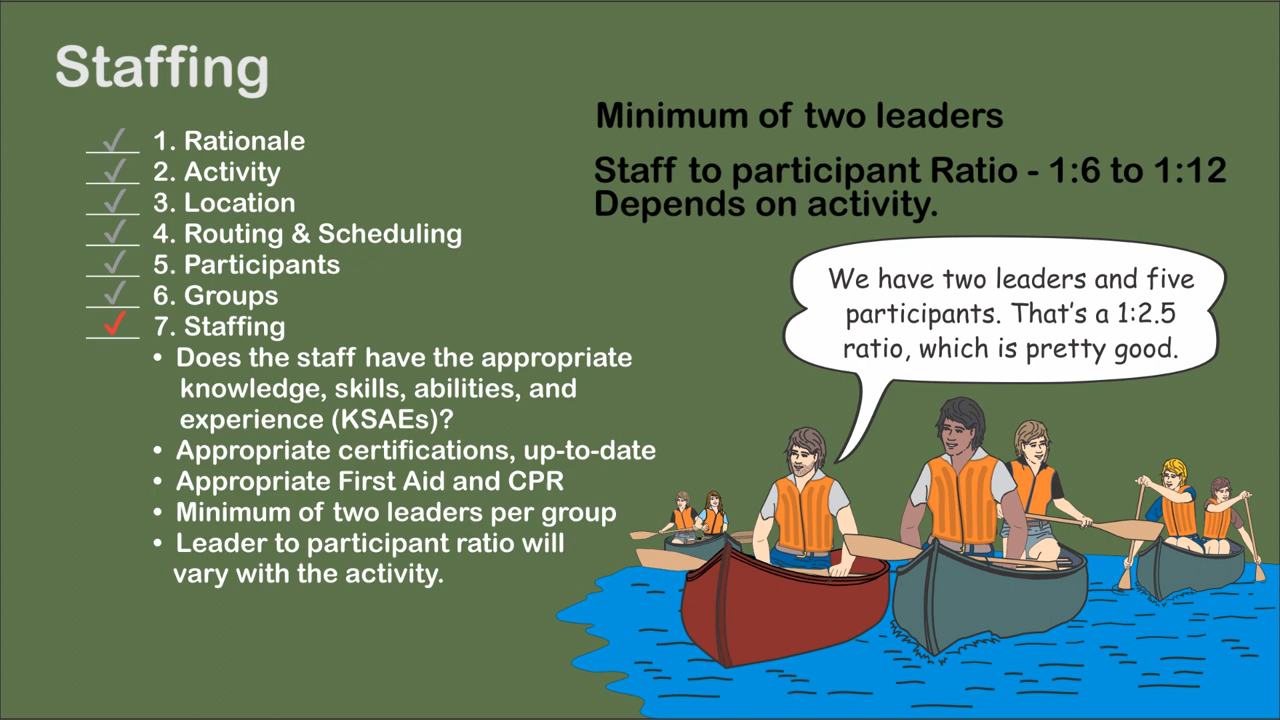 Staffing
✓ 1. Rationale
✓ 2. Activity
✓ 3. Location
✓ 4. Routing & Scheduling
✓ 5. Participants
✓ 6. Groups
✓ 7. Staffing
• Does the staff have the appropriate
knowledge, skills, abilities, and
experience (KSAEs)?
• Appropriate certifications, up-to-date
• Appropriate First Aid and CPR
• Minimum of two leaders per group
• Leader to participant ratio will
vary with the activity.
Minimum of two leaders
Staff to participant Ratio - 1:6 to 1:12
Depends on activity.
We have two leaders and five
participants. That's a 1:2.5
ratio, which is pretty good.